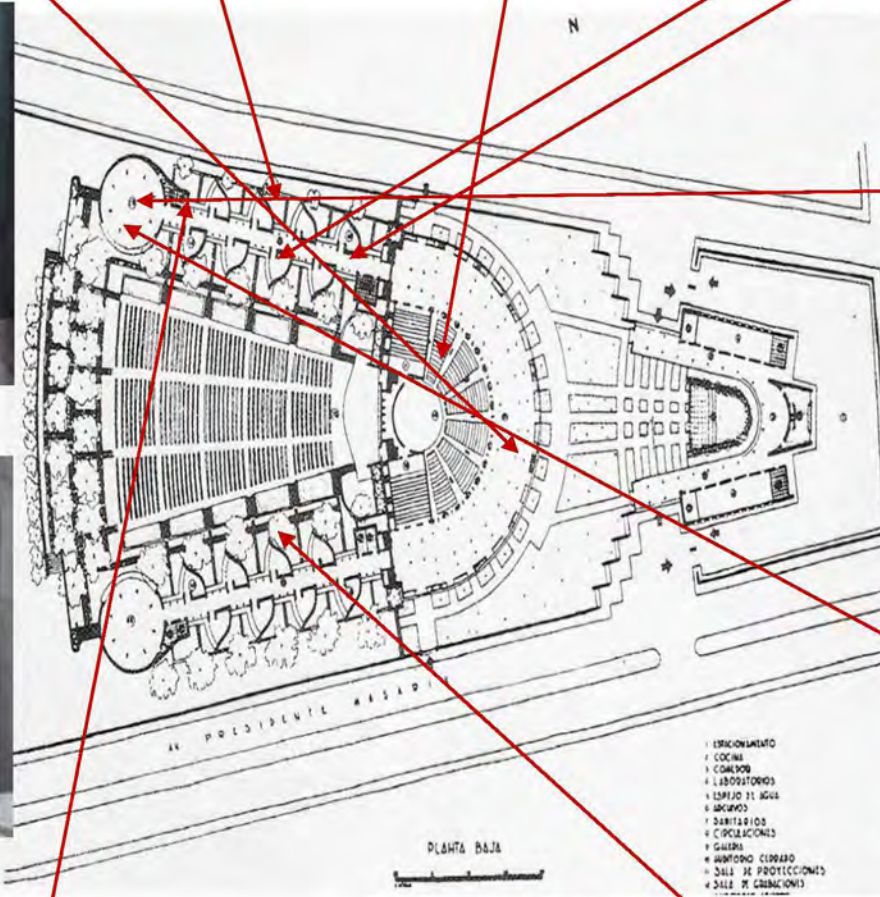 N
AV. PRESIDENTE MASARIK
1 ESTACIONAMIENTO
2 COCINA
3 COMEDOR
4 LABORATORIOS
5 ESPEJO DE AGUA
6 ARCHIVOS
7 SANITARIOS
8 CIRCULACIONES
9 GALERIA
10 AUDITORIO CERRADO
11 SALA DE PROYECCIONES
12 SALA DE GRABACIONES
PLANTA BAJA